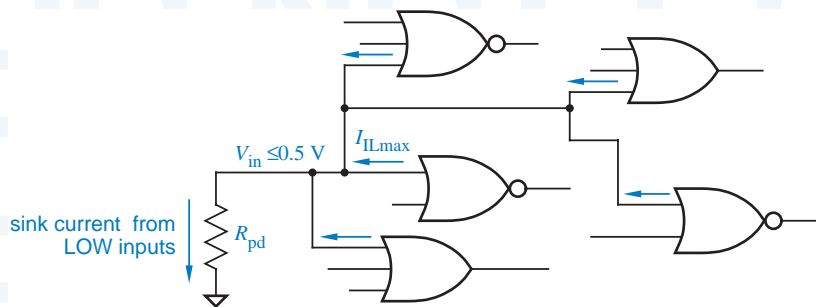 V_in ≤0.5 V
I_ILmax
sink current from
LOW inputs
R_pd